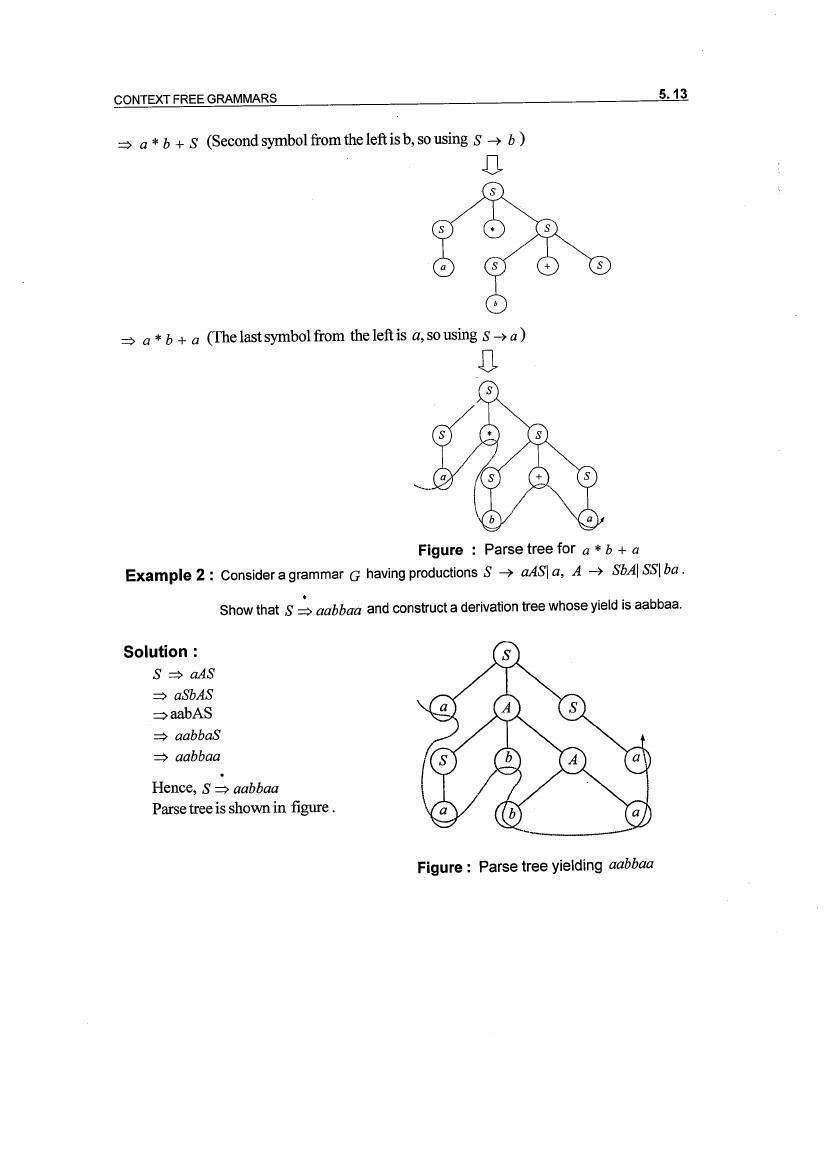 CONTEXT FREE GRAMMARS 5. 13
⇒ a * b + S (Second symbol from the left is b, so using S → b )
S
S * S
a S + S
b
⇒ a * b + a (The last symbol from the left is a, so using S → a )
S
S * S
a S + S
b a
Figure : Parse tree for a * b + a
Example 2 : Consider a grammar G having productions S → aAS| a, A → SbA| SS| ba .
Show that S ⇒* aabbaa and construct a derivation tree whose yield is aabbaa.
Solution :
S ⇒ aAS
⇒ aSbAS
⇒ aabAS
⇒ aabbaS
⇒ aabbaa
Hence, S ⇒* aabbaa
Parse tree is shown in figure .
S
a A S
S b A a
a b a
Figure : Parse tree yielding aabbaa